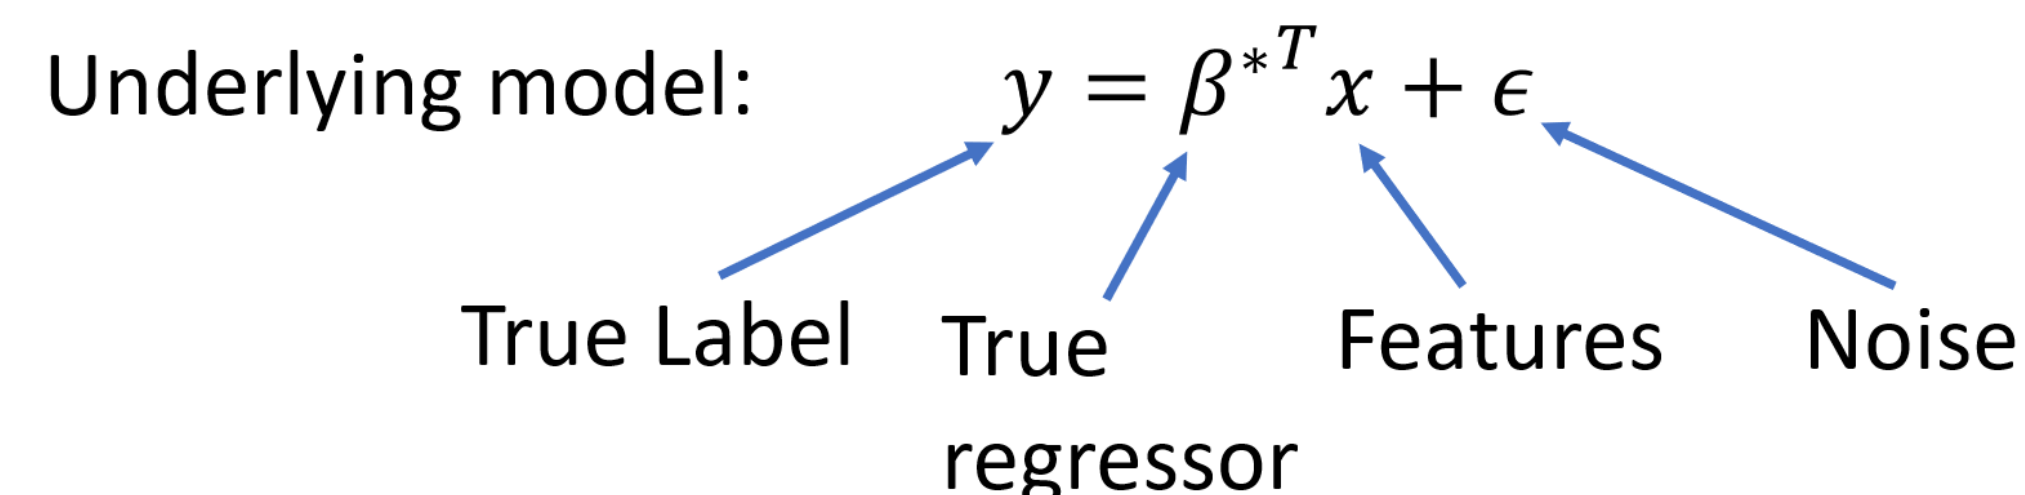 Underlying model: y = β*ᵀx + ϵ
True Label True Features Noise
regressor